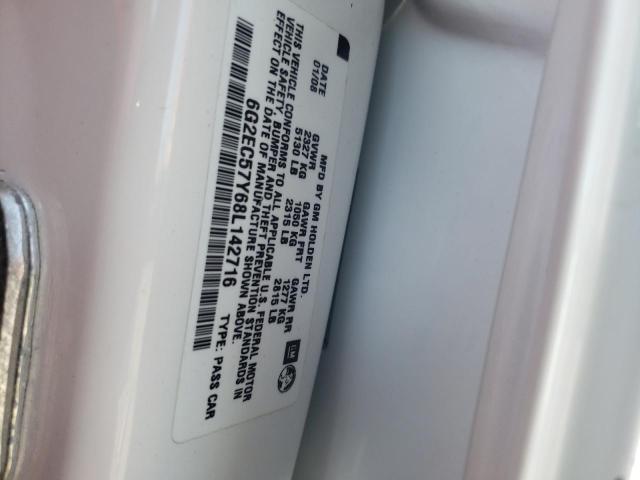 MFD BY GM HOLDEN LTD.
DATE GVWR GAWR FRT GAWR RR
01/08 2327 KG 1050 KG 1277 KG
5130 LB 2315 LB 2815 LB
THIS VEHICLE CONFORMS TO ALL APPLICABLE U.S. FEDERAL MOTOR
VEHICLE SAFETY, BUMPER AND THEFT PREVENTION STANDARDS IN
EFFECT ON THE DATE OF MANUFACTURE SHOWN ABOVE.
6G2EC57Y68L142716 TYPE: PASS CAR
GM